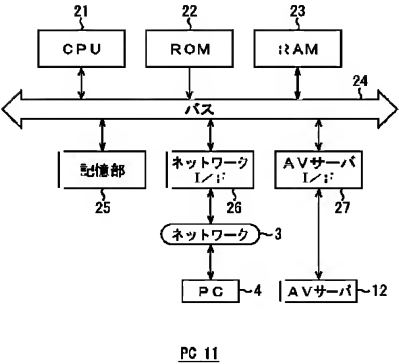 21 22 23
CPU ROM RAM
24
バス
記憶部 ネットワークI/F AVサーバI/F
25 26 27
ネットワーク 3
PC 4 AVサーバ 12
PC 11